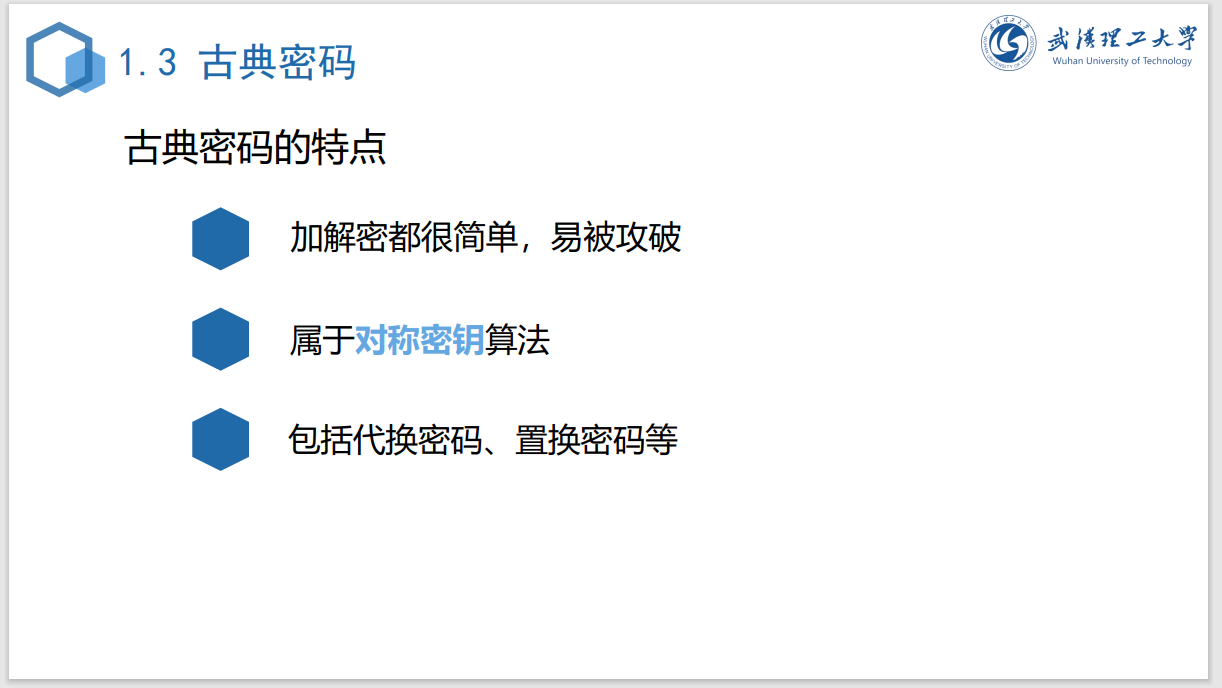 1.3 古典密码
武汉理工大学
Wuhan University of Technology
古典密码的特点
加解密都很简单，易被攻破
属于对称密钥算法
包括代换密码、置换密码等